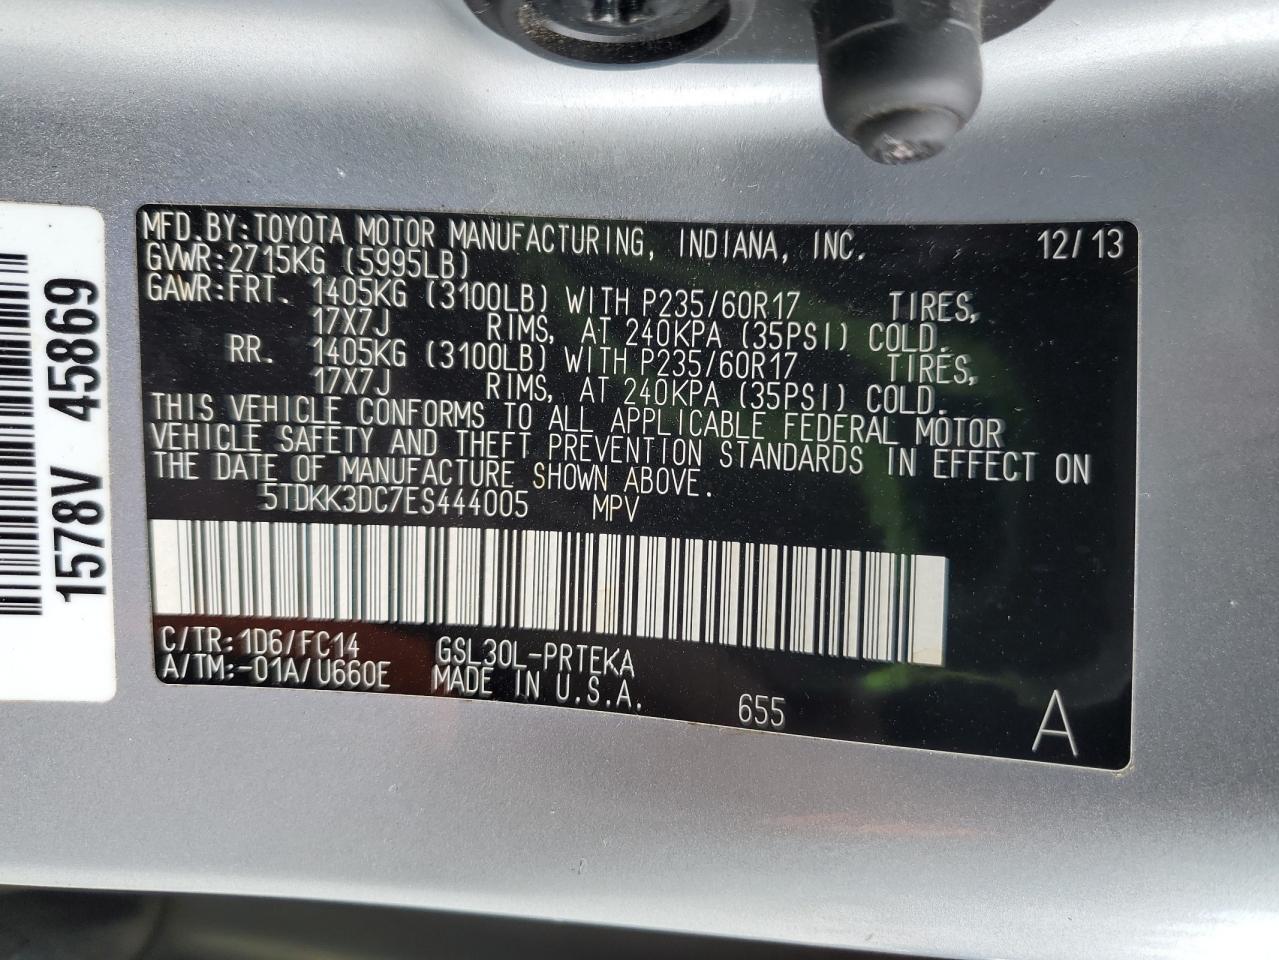 MFD. BY: TOYOTA MOTOR MANUFACTURING, INDIANA, INC. 12/13
GVWR: 2715KG (5995LB)
GAWR: FRT. 1405KG (3100LB) WITH P235/60R17 TIRES,
17X7J RIMS, AT 240KPA (35PSI) COLD.
RR. 1405KG (3100LB) WITH P235/60R17 TIRES,
17X7J RIMS, AT 240KPA (35PSI) COLD.
THIS VEHICLE CONFORMS TO ALL APPLICABLE FEDERAL MOTOR
VEHICLE SAFETY AND THEFT PREVENTION STANDARDS IN EFFECT ON
THE DATE OF MANUFACTURE SHOWN ABOVE.
5TDKK3DC7ES444005 MPV
C/TR: 1D6/FC14 GSL30L-PRTEKA
A/TM: -01A/U660E MADE IN U.S.A. 655 A
1578V 45869